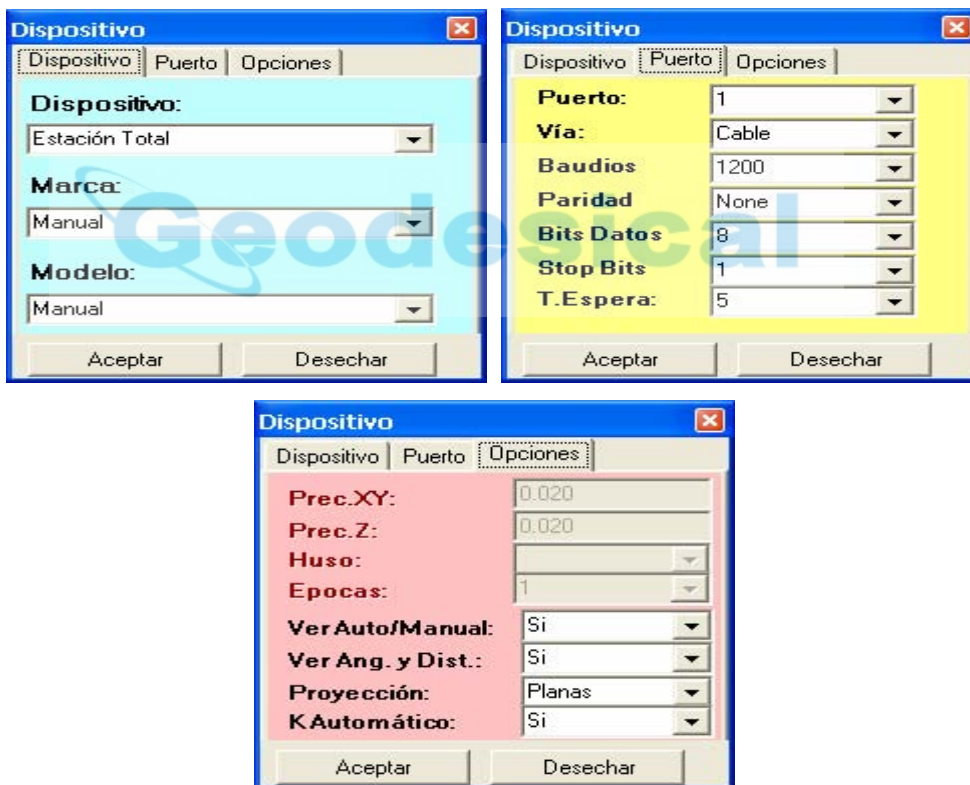 Dispositivo
Dispositivo Puerto Opciones
Dispositivo:
Estación Total
Marca:
Manual
Modelo:
Manual
Aceptar Desechar
Dispositivo
Dispositivo Puerto Opciones
Puerto: 1
Vía: Cable
Baudios 1200
Paridad None
Bits Datos 8
Stop Bits 1
T.Espera: 5
Aceptar Desechar
Geodesical
Dispositivo
Dispositivo Puerto Opciones
Prec.XY: 0.020
Prec.Z: 0.020
Huso:
Epocas: 1
Ver Auto/Manual: Si
Ver Ang. y Dist.: Si
Proyección: Planas
K Automático: Si
Aceptar Desechar